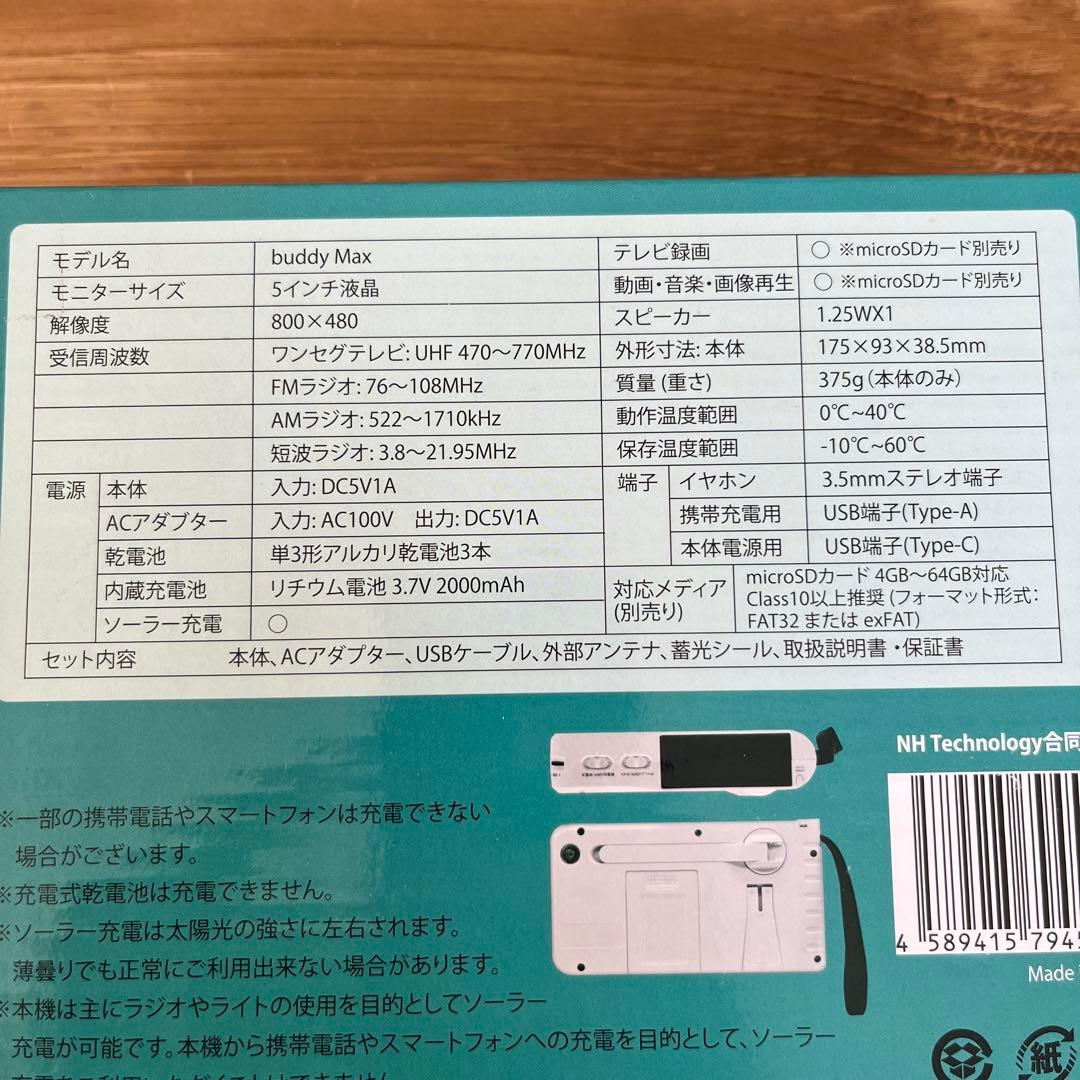 モデル名 buddy Max
モニターサイズ 5インチ液晶
解像度 800×480
受信周波数 ワンセグテレビ: UHF 470〜770MHz
FMラジオ: 76〜108MHz
AMラジオ: 522〜1710kHz
短波ラジオ: 3.8〜21.95MHz
電源 本体 入力: DC5V1A
ACアダプター 入力: AC100V 出力: DC5V1A
乾電池 単3形アルカリ乾電池3本
内蔵充電池 リチウム電池 3.7V 2000mAh
ソーラー充電 ○
テレビ録画 ○ ※microSDカード別売り
動画・音楽・画像再生 ○ ※microSDカード別売り
スピーカー 1.25WX1
外形寸法: 本体 175×93×38.5mm
質量 (重さ) 375g (本体のみ)
動作温度範囲 0℃~40℃
保存温度範囲 -10℃~60℃
端子 イヤホン 3.5mmステレオ端子
携帯充電用 USB端子(Type-A)
本体電源用 USB端子(Type-C)
対応メディア (別売り) microSDカード 4GB〜64GB対応
Class10以上推奨 (フォーマット形式:
FAT32 または exFAT)
セット内容 本体、ACアダプター、USBケーブル、外部アンテナ、蓄光シール、取扱説明書・保証書
※一部の携帯電話やスマートフォンは充電できない
場合がございます。
※充電式乾電池は充電できません。
※ソーラー充電は太陽光の強さに左右されます。
薄曇りでも正常にご利用出来ない場合があります。
※本機は主にラジオやライトの使用を目的としてソーラー
充電が可能です。本機から携帯電話やスマートフォンへの充電を目的として、ソーラー
NH Technology合同
4 589415 7945
Made
紙